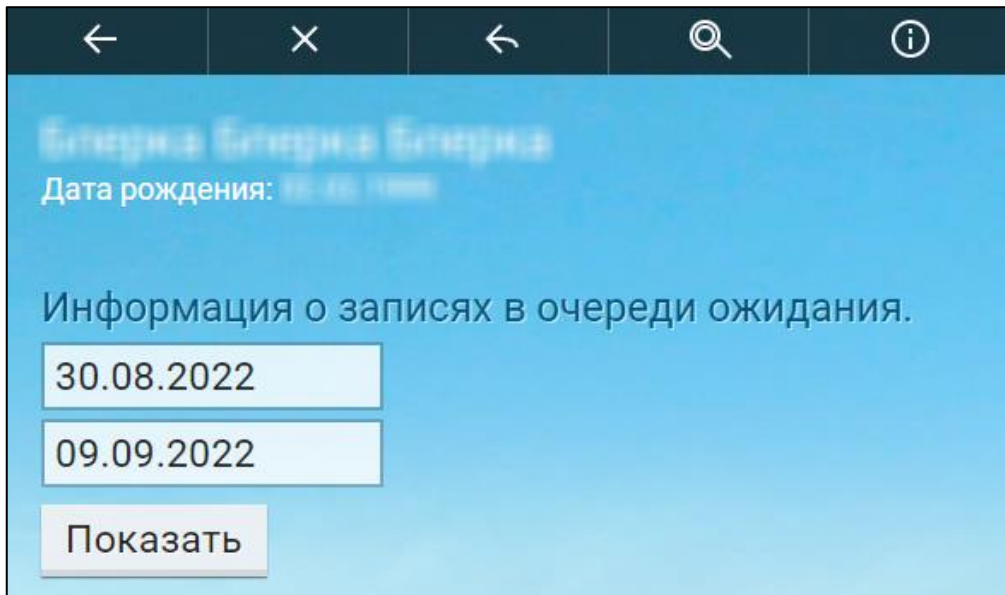 Дата рождения:
Информация о записях в очереди ожидания.
30.08.2022
09.09.2022
Показать